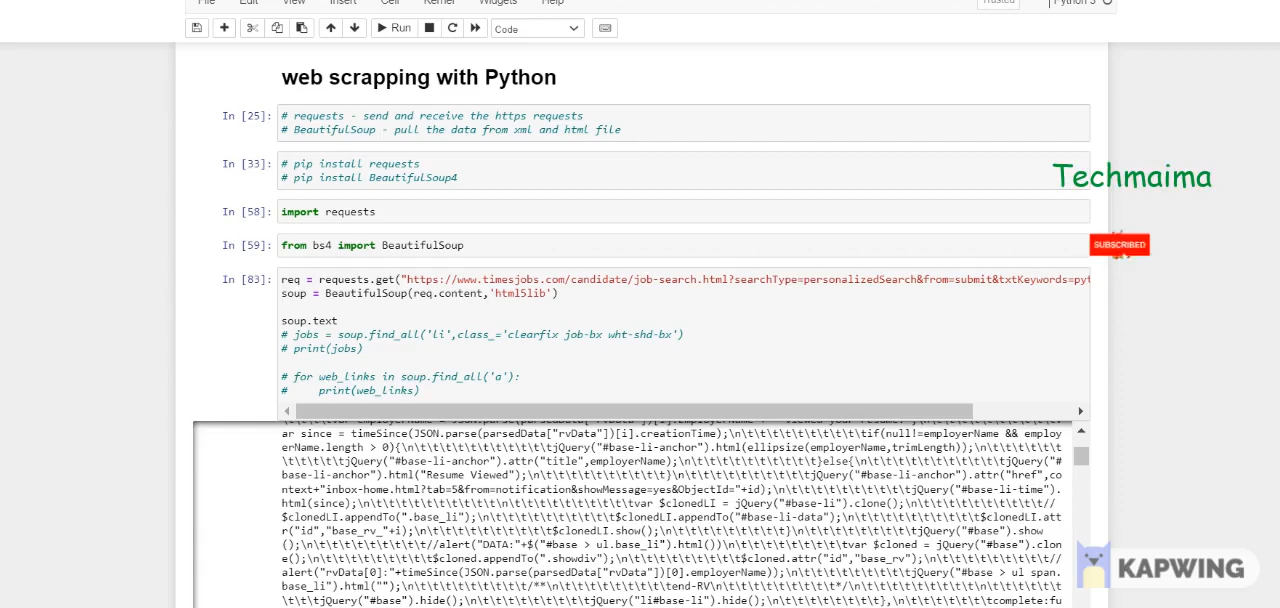 File Edit View Insert Cell Kernel Widgets Help Trusted Python 3
Run Code
web scrapping with Python
In [25]: # requests - send and receive the https requests
# BeautifulSoup - pull the data from xml and html file
In [33]: # pip install requests
# pip install BeautifulSoup4
Techmaima
In [58]: import requests
In [59]: from bs4 import BeautifulSoup
SUBSCRIBED
In [83]: req = requests.get("https://www.timesjobs.com/candidate/job-search.html?searchType=personalizedSearch&from=submit&txtKeywords=pyt
soup = BeautifulSoup(req.content,'html5lib')
soup.text
# jobs = soup.find_all('li',class_='clearfix job-bx wht-shd-bx')
# print(jobs)
# for web_links in soup.find_all('a'):
#     print(web_links)
ar since = timeSince(JSON.parse(parsedData["rvData"])[i].creationTime);\n\t\t\t\t\t\t\t\t\t\tif(null!=employerName && employ
erName.length > 0){\n\t\t\t\t\t\t\t\t\t\tjQuery("#base-li-anchor").html(ellipsize(employerName,trimLength));\n\t\t\t\t\t\t
\t\t\t\t\tjQuery("#base-li-anchor").attr("title",employerName);\n\t\t\t\t\t\t\t\t\t\t}else{\n\t\t\t\t\t\t\t\t\t\t\tjQuery("#
base-li-anchor").html("Resume Viewed");\n\t\t\t\t\t\t\t\t\t\t}\n\t\t\t\t\t\t\t\t\t\tjQuery("#base-li-anchor").attr("href",co
ntext+"inbox-home.html?tab=5&from=notification&showMessage=yes&ObjectId="+id);\n\t\t\t\t\t\t\t\t\t\tjQuery("#base-li-time").
html(since);\n\t\t\t\t\t\t\t\t\t\t\n\t\t\t\t\t\t\t\t\t\tvar $clonedLI = jQuery("#base-li").clone();\n\t\t\t\t\t\t\t\t\t\t//
$clonedLI.appendTo(".base_li");\n\t\t\t\t\t\t\t\t\t\t$clonedLI.appendTo("#base-li-data");\n\t\t\t\t\t\t\t\t\t\t$clonedLI.att
r("id","base_rv_"+i);\n\t\t\t\t\t\t\t\t\t\t$clonedLI.show();\n\t\t\t\t\t\t\t\t\t\t}\n\t\t\t\t\t\t\t\t\t\tjQuery("#base").show
();\n\t\t\t\t\t\t\t\t\t\t//alert("DATA:"+$("#base > ul.base_li").html())\n\t\t\t\t\t\t\t\t\t\tvar $cloned = jQuery("#base").clon
e();\n\t\t\t\t\t\t\t\t\t\t$cloned.appendTo(".showdiv");\n\t\t\t\t\t\t\t\t\t\t$cloned.attr("id","base_rv");\n\t\t\t\t\t\t\t\t\t//
alert("rvData[0]:"+timeSince(JSON.parse(parsedData["rvData"])[0].employerName));\n\t\t\t\t\t\t\t\t\t\tjQuery("#base > ul span.
base_li").html("");\n\t\t\t\t\t\t\t\t\t\t/**\n\t\t\t\t\t\t\t\t\t\tend-RV\n\t\t\t\t\t\t\t\t\t\t*/\n\t\t\t\t\t\t\t\t\t\t\n\t\t\t\t\t\t
\t\t\t\tjQuery("#base").hide();\n\t\t\t\t\t\t\t\t\t\tjQuery("li#base-li").hide();\n\t\t\t\t\t\t\t\t\t\t},\n\t\t\t\t\t\tcomplete:fu
KAPWING